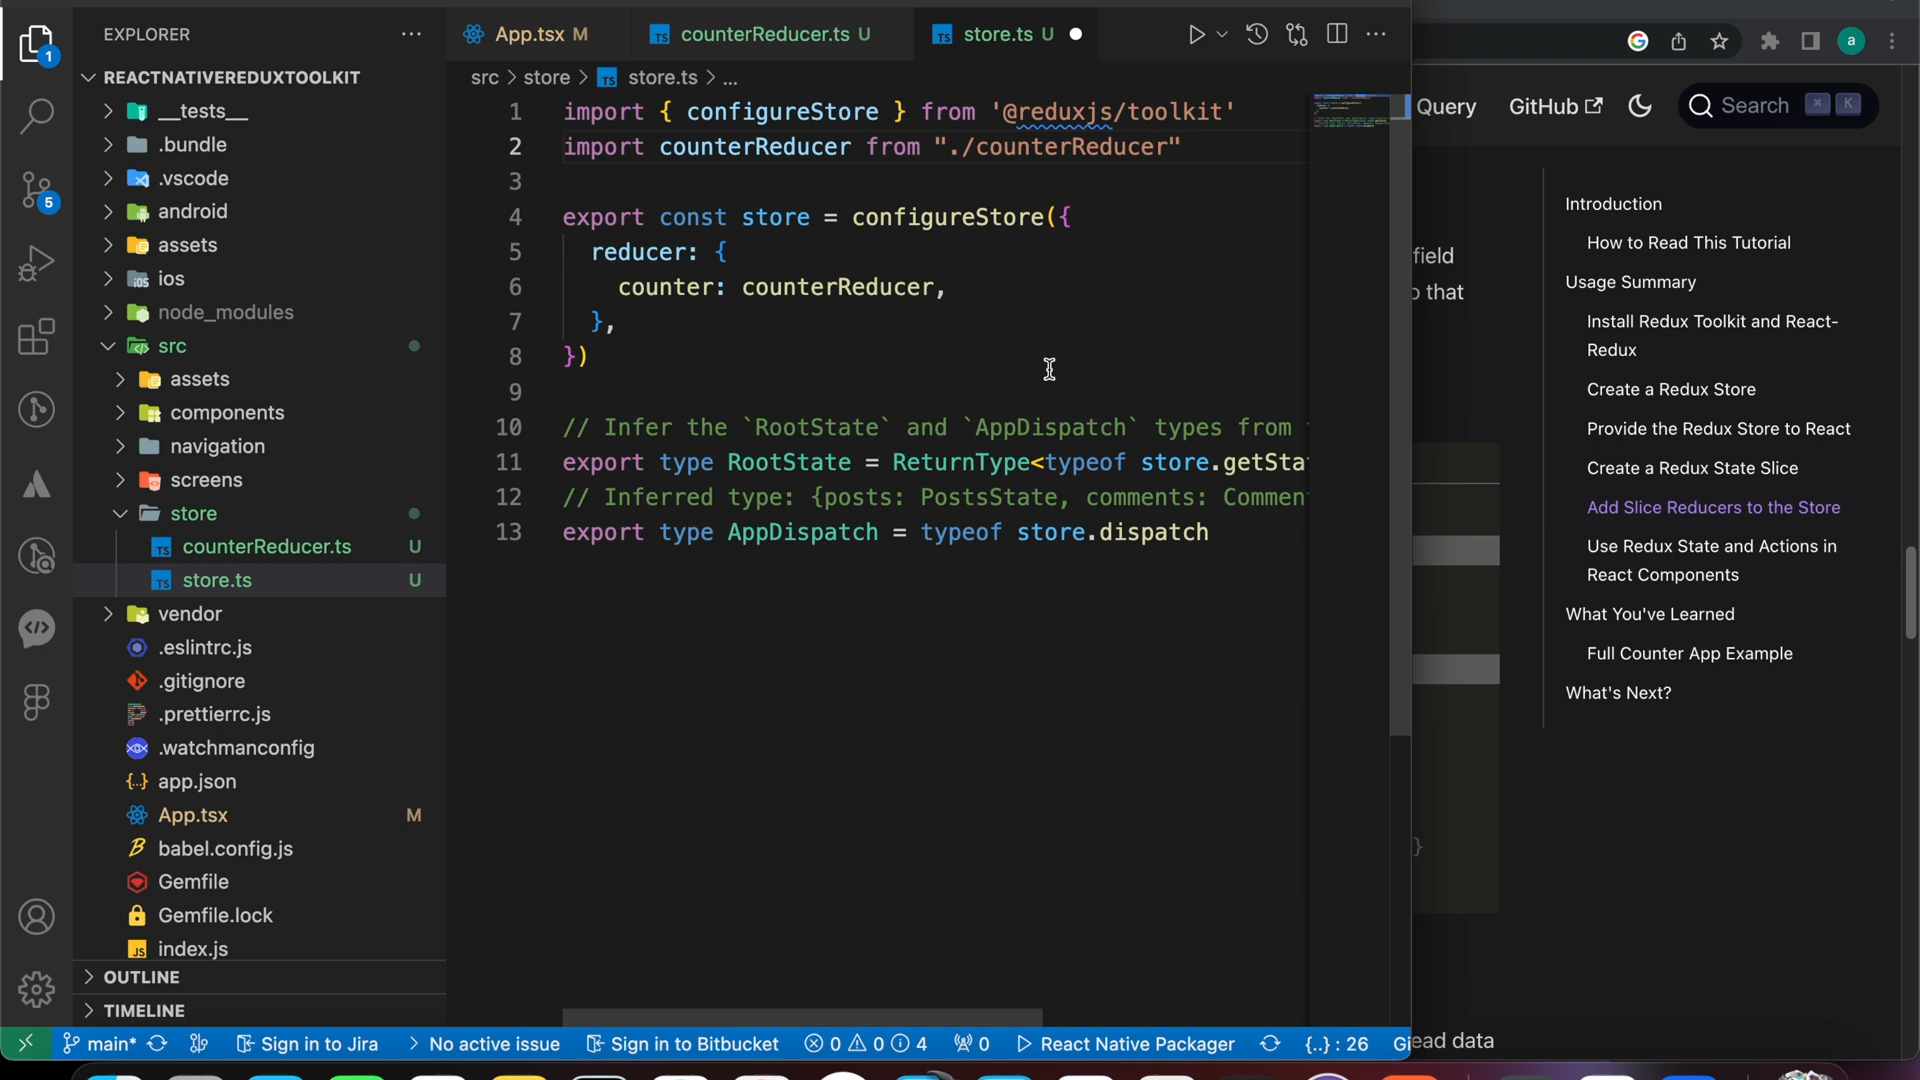 EXPLORER
REACTNATIVEREDUXTOOLKIT
__tests__
.bundle
.vscode
android
assets
ios
node_modules
src
assets
components
navigation
screens
store
counterReducer.ts U
store.ts U
vendor
.eslintrc.js
.gitignore
.prettierrc.js
.watchmanconfig
app.json
App.tsx M
babel.config.js
Gemfile
Gemfile.lock
index.js
OUTLINE
TIMELINE
1
5
App.tsx M
counterReducer.ts U
store.ts U
src > store > TS store.ts > ...
1 import { configureStore } from '@reduxjs/toolkit'
2 import counterReducer from "./counterReducer"
3
4 export const store = configureStore({
5 reducer: {
6 counter: counterReducer,
7 },
8 })
9
10 // Infer the `RootState` and `AppDispatch` types from
11 export type RootState = ReturnType<typeof store.getSta
12 // Inferred type: {posts: PostsState, comments: Commen
13 export type AppDispatch = typeof store.dispatch
main* Sign in to Jira No active issue Sign in to Bitbucket 0 0 4 0 React Native Packager {..} : 26 Gi
a
Query GitHub Search K
field
that
}
ead data
Introduction
How to Read This Tutorial
Usage Summary
Install Redux Toolkit and React-
Redux
Create a Redux Store
Provide the Redux Store to React
Create a Redux State Slice
Add Slice Reducers to the Store
Use Redux State and Actions in
React Components
What You've Learned
Full Counter App Example
What's Next?